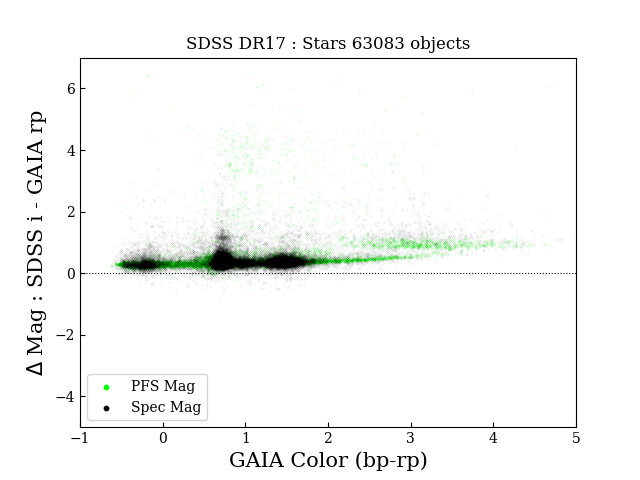 SDSS DR17 : Stars 63083 objects
Δ Mag : SDSS i - GAIA rp
6
4
2
0
−2
−4
PFS Mag
Spec Mag
−1 0 1 2 3 4 5
GAIA Color (bp-rp)